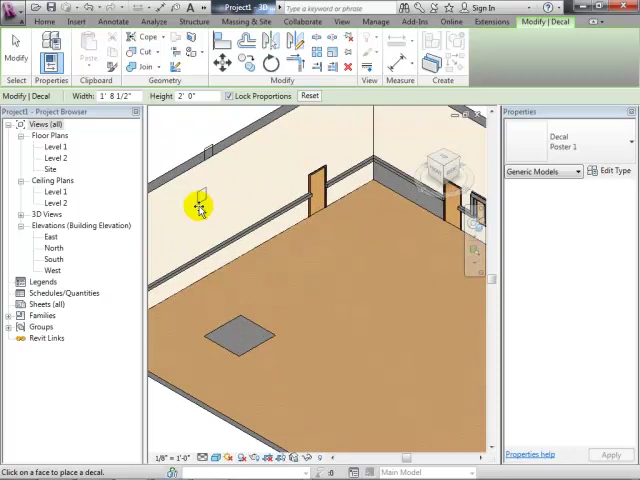 Project1 - 3D
Type a keyword or phrase
Sign In
Home
Insert
Annotate
Analyze
Structures
Massing & Site
Collaborate
View
Manage
Add-Ins
Online
Extensions
Modify | Decal
Modify
Cope
Cut
Join
Create
Select
Properties
Clipboard
Geometry
Modify
View
Measure
Create
Modify | Decal
Width:
1' 8 1/2"
Height
2' 0"
Lock Proportions
Reset
Project1 - Project Browser
Views (all)
Floor Plans
Level 1
Level 2
Site
Ceiling Plans
Level 1
Level 2
3D Views
Elevations (Building Elevation)
East
North
South
West
Legends
Schedules/Quantities
Sheets (all)
Families
Groups
Revit Links
Properties
Decal
Poster 1
Generic Models
Edit Type
Properties help
Apply
1/8" = 1'-0"
Click on a face to place a decal.
:0
Main Model